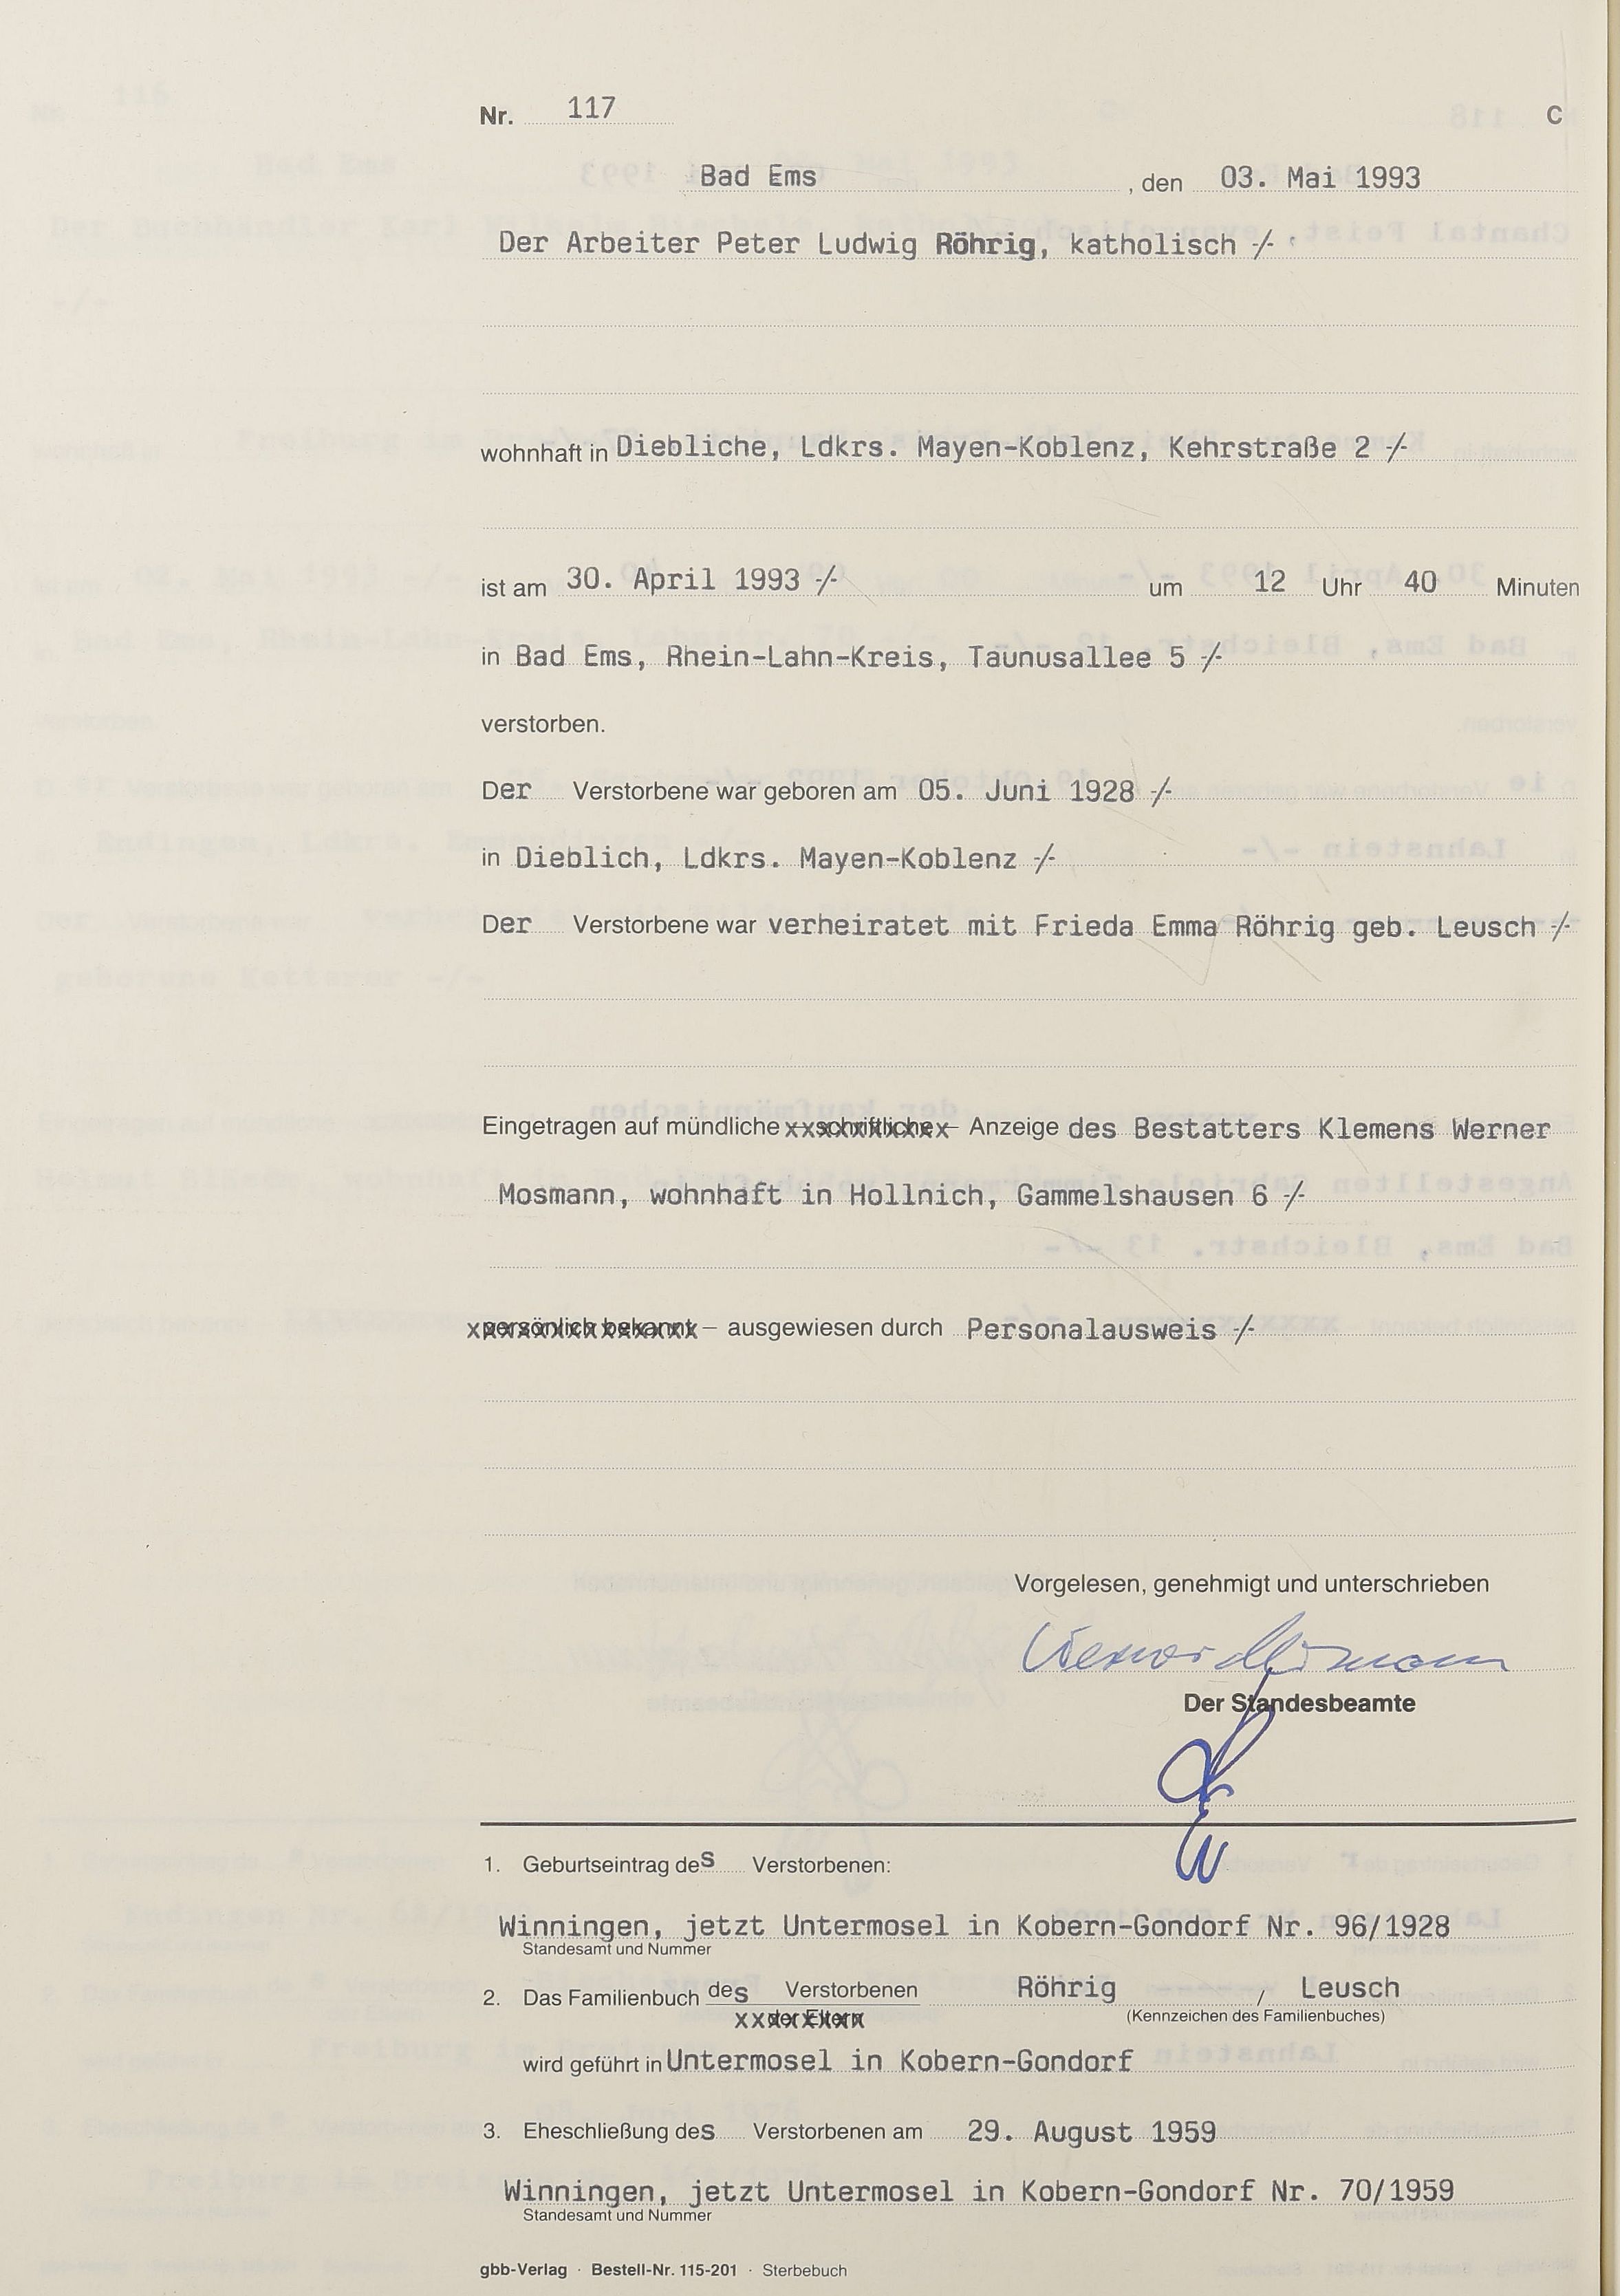 Nr. 117 C
Bad Ems , den 03. Mai 1993
Der Arbeiter Peter Ludwig Röhrig, katholisch -/-
wohnhaft in Diebliche, Ldkrs. Mayen-Koblenz, Kehrstraße 2 -/-
ist am 30. April 1993 -/- um 12 Uhr 40 Minuten
in Bad Ems, Rhein-Lahn-Kreis, Taunusallee 5 -/-
verstorben.
Der Verstorbene war geboren am 05. Juni 1928 -/-
in Dieblich, Ldkrs. Mayen-Koblenz -/-
Der Verstorbene war verheiratet mit Frieda Emma Röhrig geb. Leusch -/-
Eingetragen auf mündliche – schriftliche – Anzeige des Bestatters Klemens Werner
Mosmann, wohnhaft in Hollnich, Gammelshausen 6 -/-
persönlich bekannt – ausgewiesen durch Personalausweis -/-
Vorgelesen, genehmigt und unterschrieben
Der Standesbeamte
1. Geburtseintrag des Verstorbenen:
Winningen, jetzt Untermosel in Kobern-Gondorf Nr. 96/1928
Standesamt und Nummer
2. Das Familienbuch des Verstorbenen Röhrig / Leusch
der Eltern (Kennzeichen des Familienbuches)
wird geführt in Untermosel in Kobern-Gondorf
3. Eheschließung des Verstorbenen am 29. August 1959
Winningen, jetzt Untermosel in Kobern-Gondorf Nr. 70/1959
Standesamt und Nummer
gbb-Verlag · Bestell-Nr. 115-201 · Sterbebuch